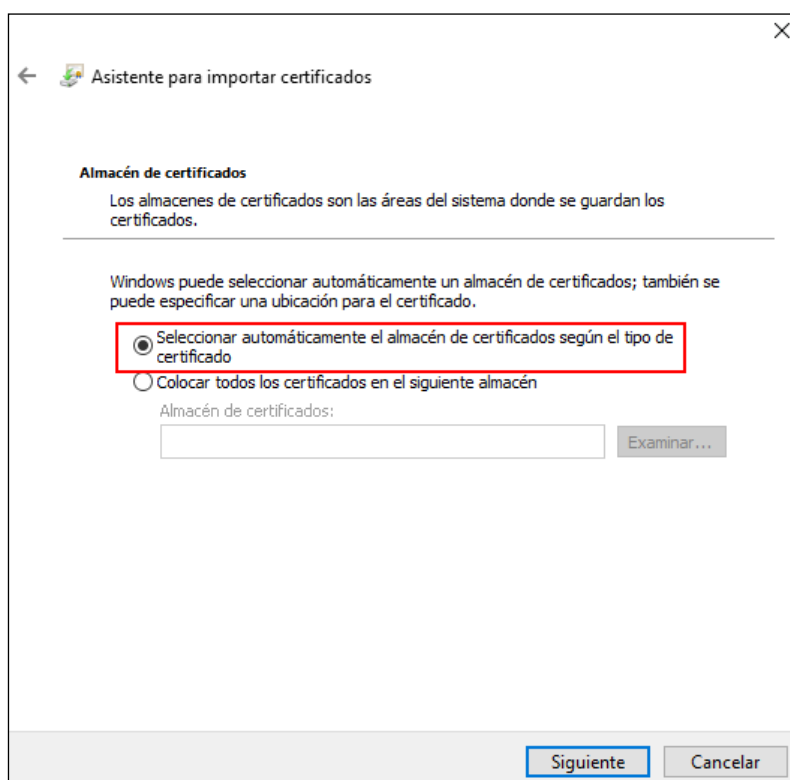 Asistente para importar certificados
Almacén de certificados
Los almacenes de certificados son las áreas del sistema donde se guardan los
certificados.
Windows puede seleccionar automáticamente un almacén de certificados; también se
puede especificar una ubicación para el certificado.
Seleccionar automáticamente el almacén de certificados según el tipo de
certificado
Colocar todos los certificados en el siguiente almacén
Almacén de certificados:
Examinar...
Siguiente
Cancelar